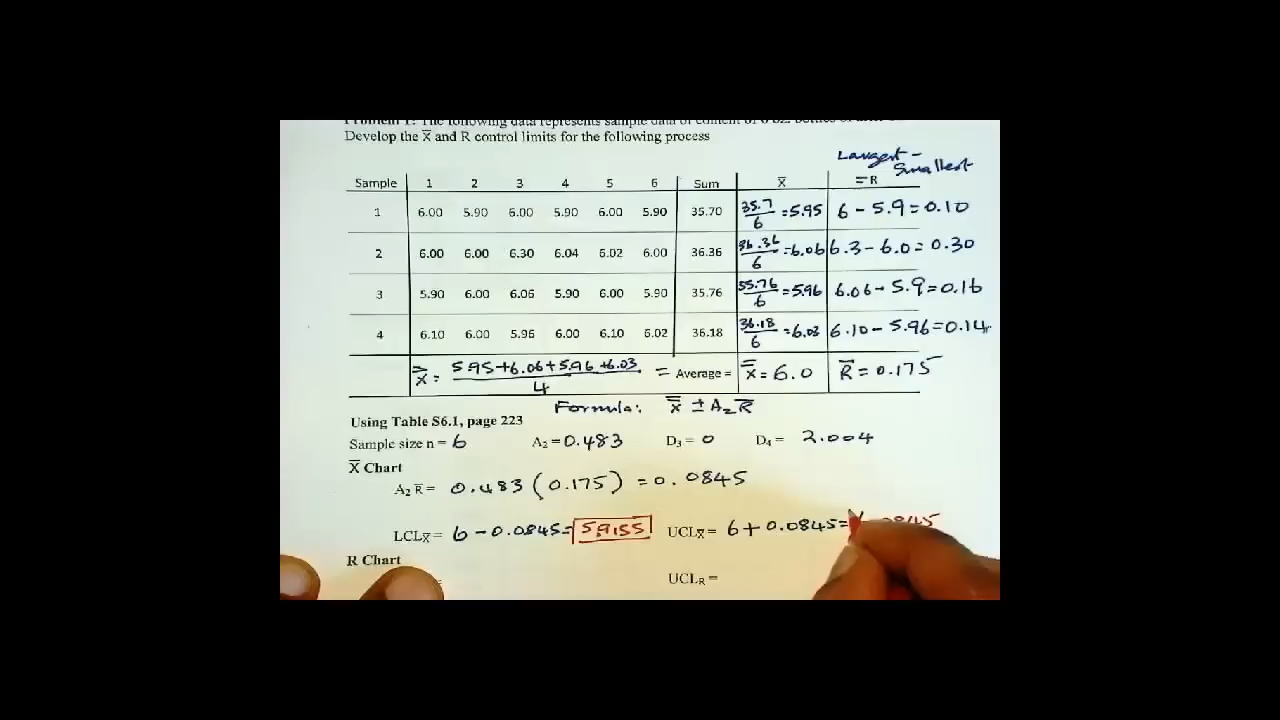 Develop the X̄ and R control limits for the following process
Largest -
Smallest
Sample 1 2 3 4 5 6 Sum X̄ = R
1 6.00 5.90 6.00 5.90 6.00 5.90 35.70 35.7/6 = 5.95 6 - 5.9 = 0.10
2 6.00 6.00 6.30 6.04 6.02 6.00 36.36 36.36/6 = 6.06 6.3 - 6.0 = 0.30
3 5.90 6.00 6.06 5.90 6.00 5.90 35.76 35.76/6 = 5.96 6.06 - 5.9 = 0.16
4 6.10 6.00 5.96 6.00 6.10 6.02 36.18 36.18/6 = 6.03 6.10 - 5.96 = 0.14
X̿ = 5.95+6.06+5.96+6.03/4 = Average = X̿ = 6.0 R̄ = 0.175
Formula: X̿ ± A₂R̄
Using Table S6.1, page 223
Sample size n = 6 A₂ = 0.483 D₃ = 0 D₄ = 2.004
X̄ Chart
A₂ R̄ = 0.483 (0.175) = 0.0845
LCLx̄ = 6 - 0.0845 = 5.9155 UCLx̄ = 6 + 0.0845 =
R Chart
UCLR =